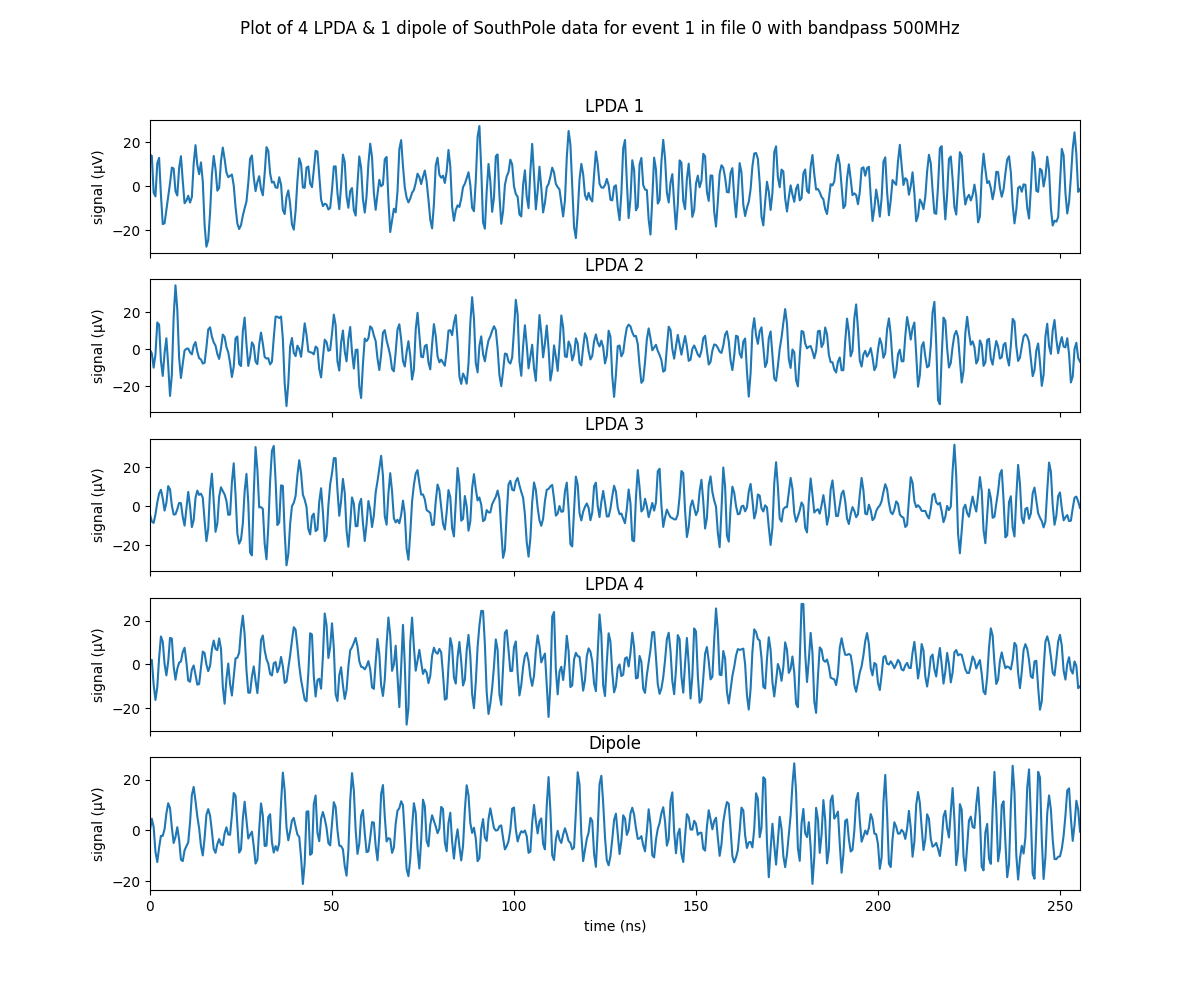 Plot of 4 LPDA & 1 dipole of SouthPole data for event 1 in file 0 with bandpass 500MHz
LPDA 1
signal (µV)
20
0
−20
LPDA 2
signal (µV)
20
0
−20
LPDA 3
signal (µV)
20
0
−20
LPDA 4
signal (µV)
20
0
−20
Dipole
signal (µV)
20
0
−20
0 50 100 150 200 250
time (ns)